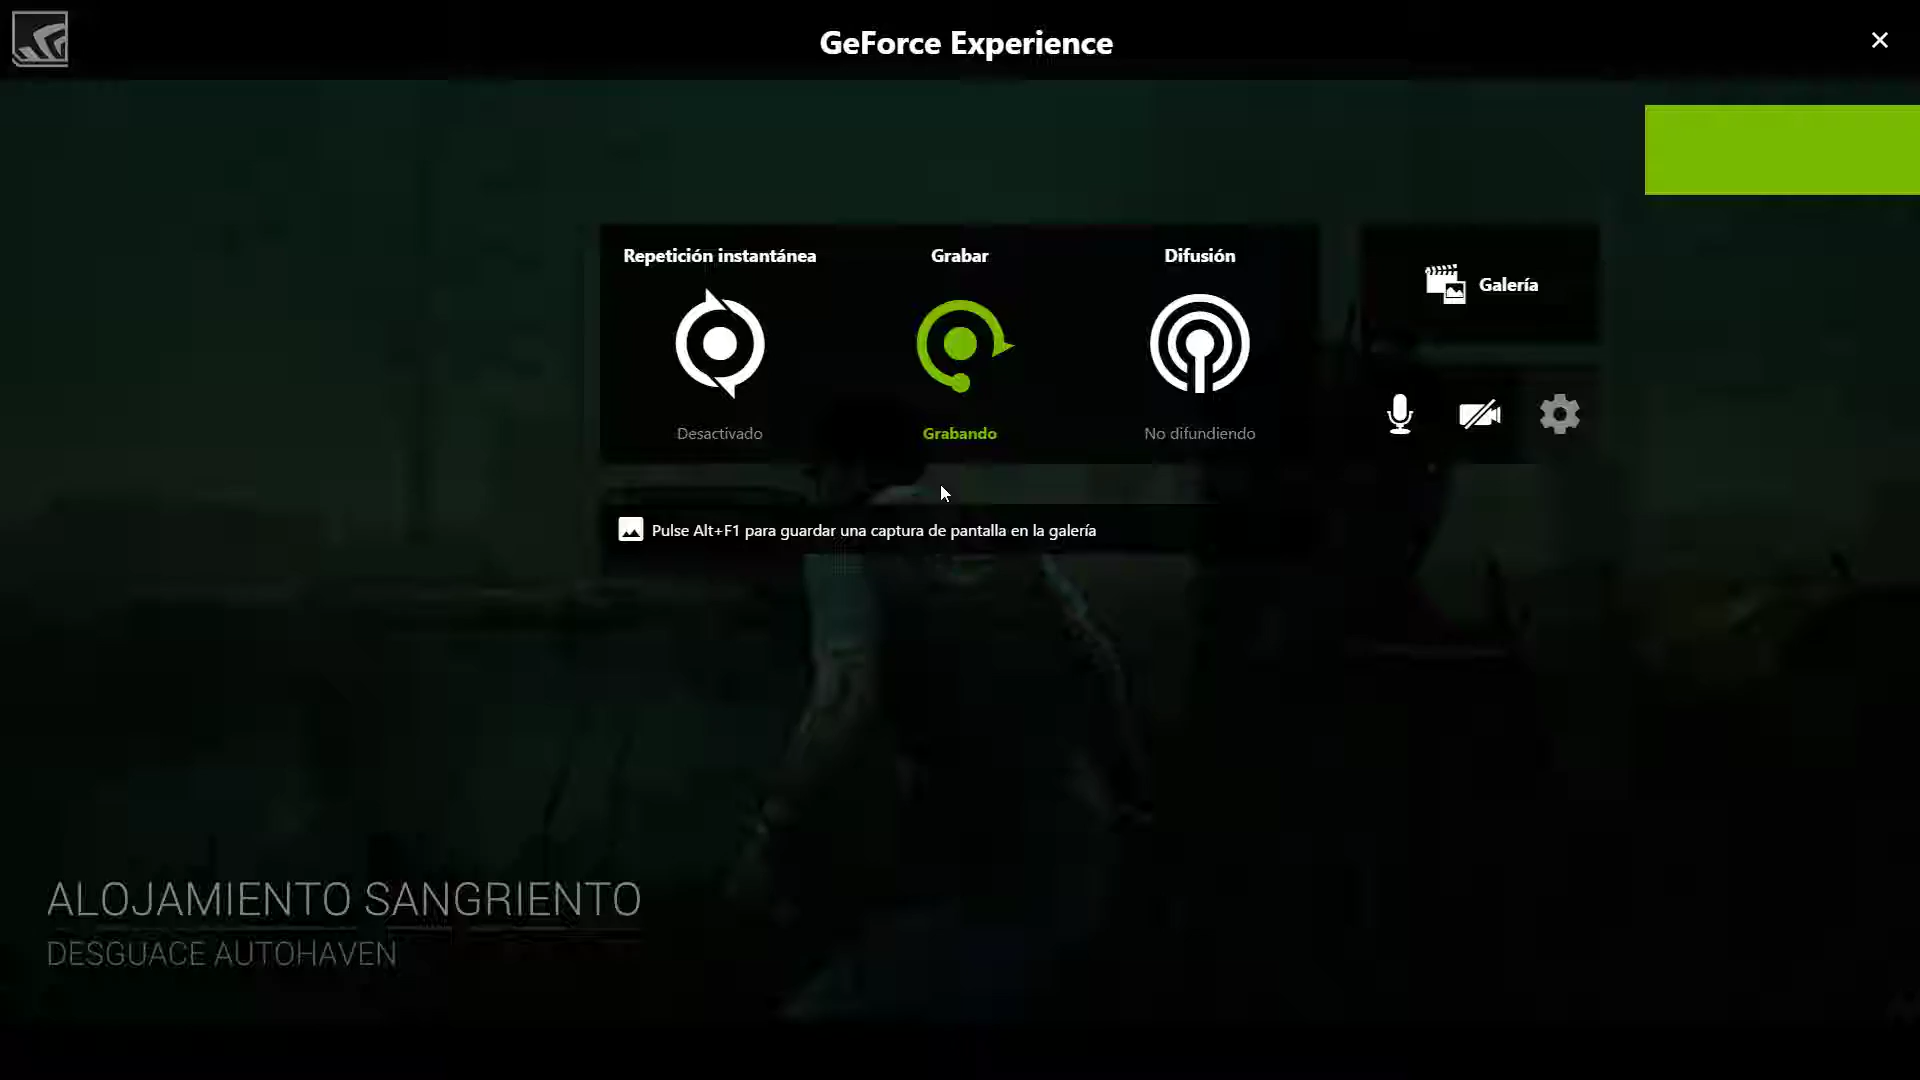 GeForce Experience
Repetición instantánea
Grabar
Difusión
Galería
Desactivado
Grabando
No difundiendo
Pulse Alt+F1 para guardar una captura de pantalla en la galería
ALOJAMIENTO SANGRIENTO
DESGUACE AUTOHAVEN